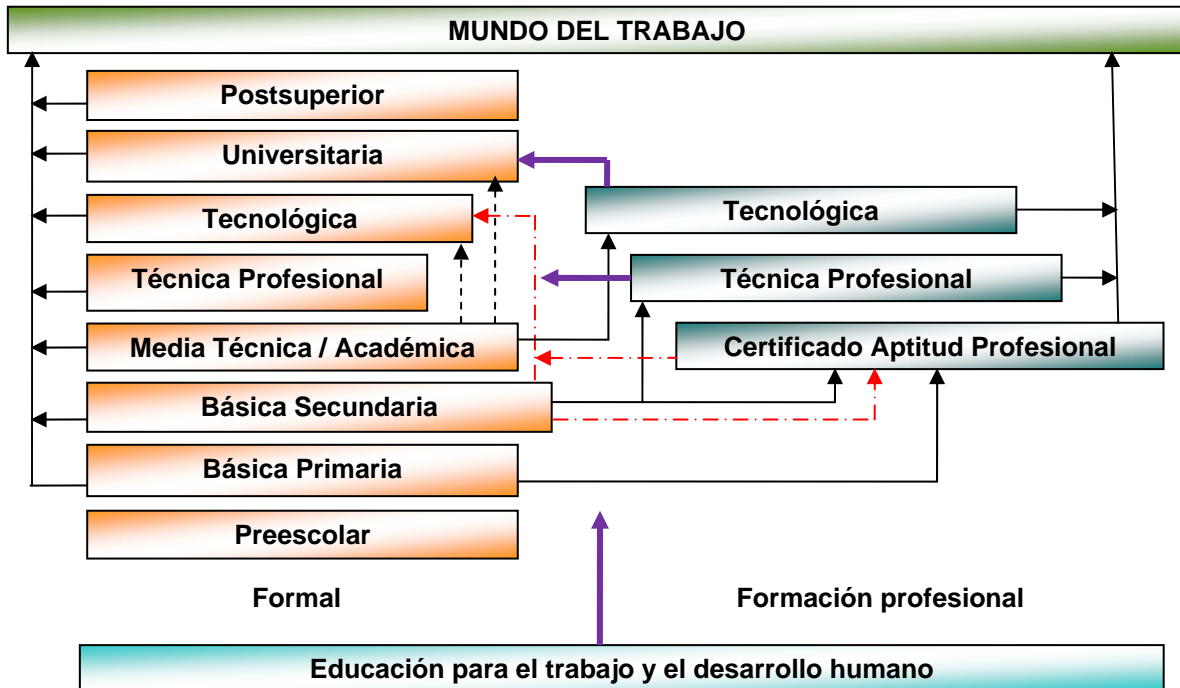 MUNDO DEL TRABAJO
Postsuperior
Universitaria
Tecnológica
Tecnológica
Técnica Profesional
Técnica Profesional
Media Técnica / Académica
Certificado Aptitud Profesional
Básica Secundaria
Básica Primaria
Preescolar
Formal
Formación profesional
Educación para el trabajo y el desarrollo humano